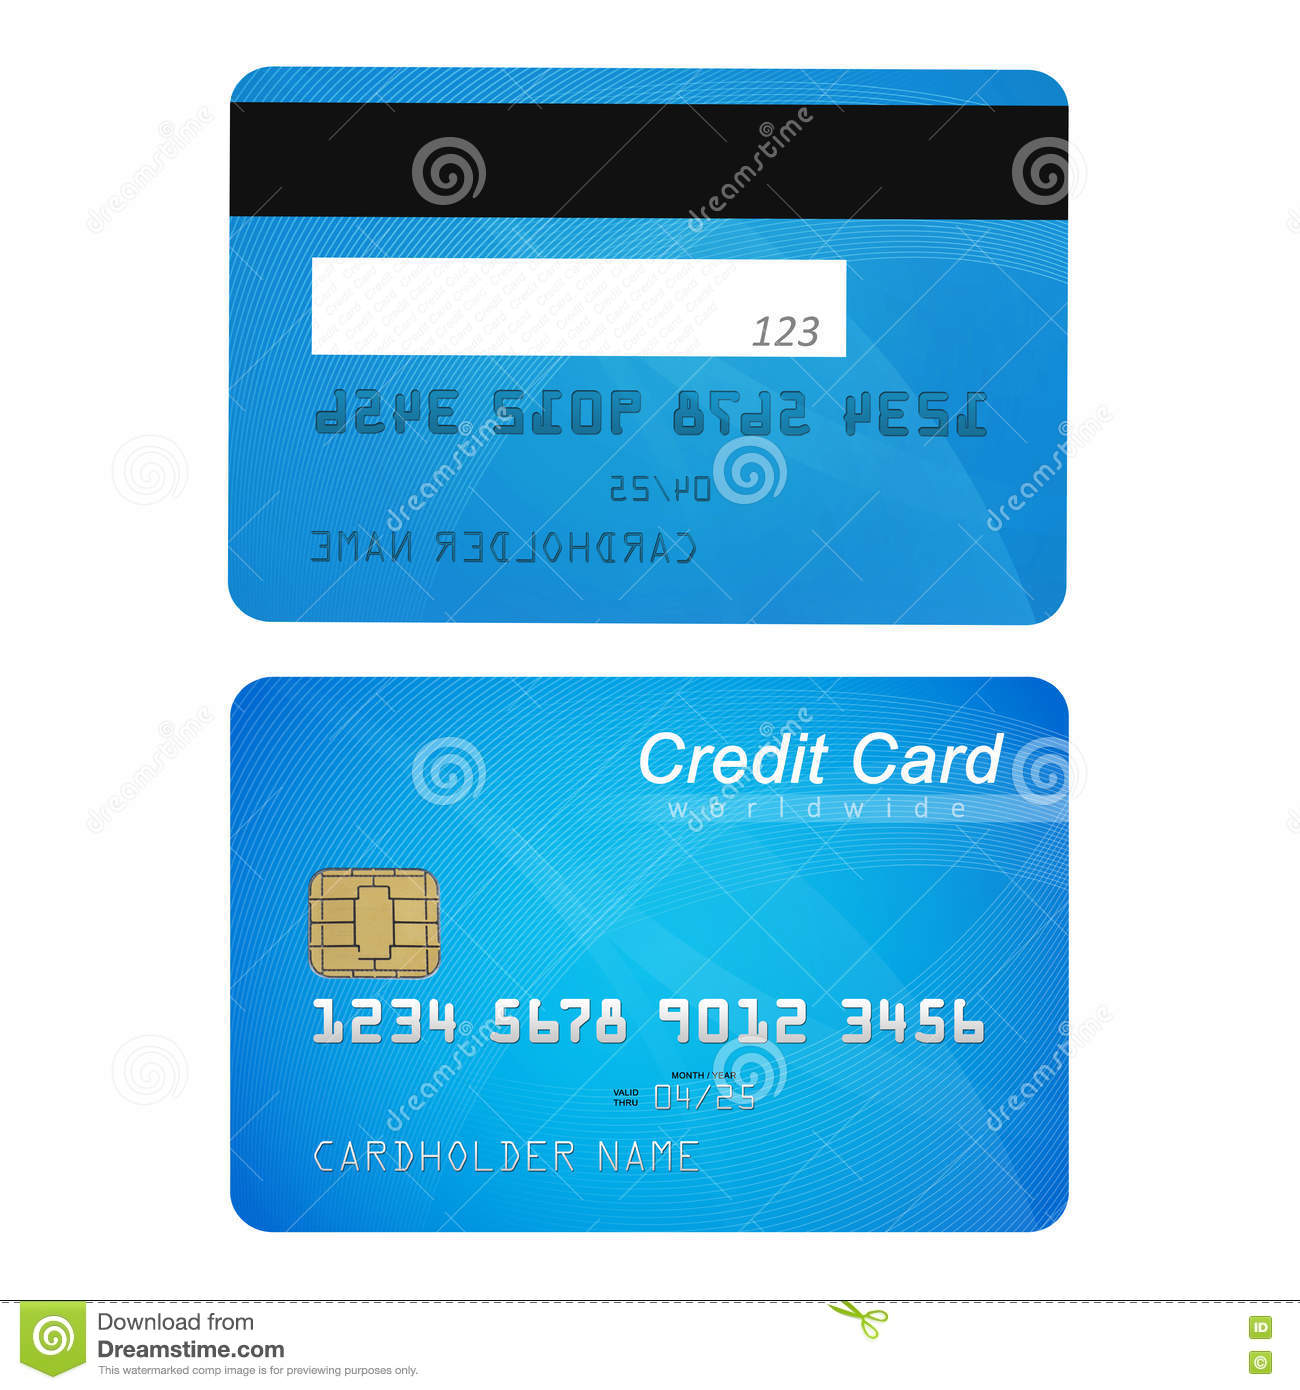 123
1234 5678 9012 3456
04/25
CARDHOLDER NAME
Credit Card
worldwide
1234 5678 9012 3456
MONTH / YEAR
VALID
THRU
04/25
CARDHOLDER NAME
dreamstime
Download from
Dreamstime.com
This watermarked comp image is for previewing purposes only.
ID
©